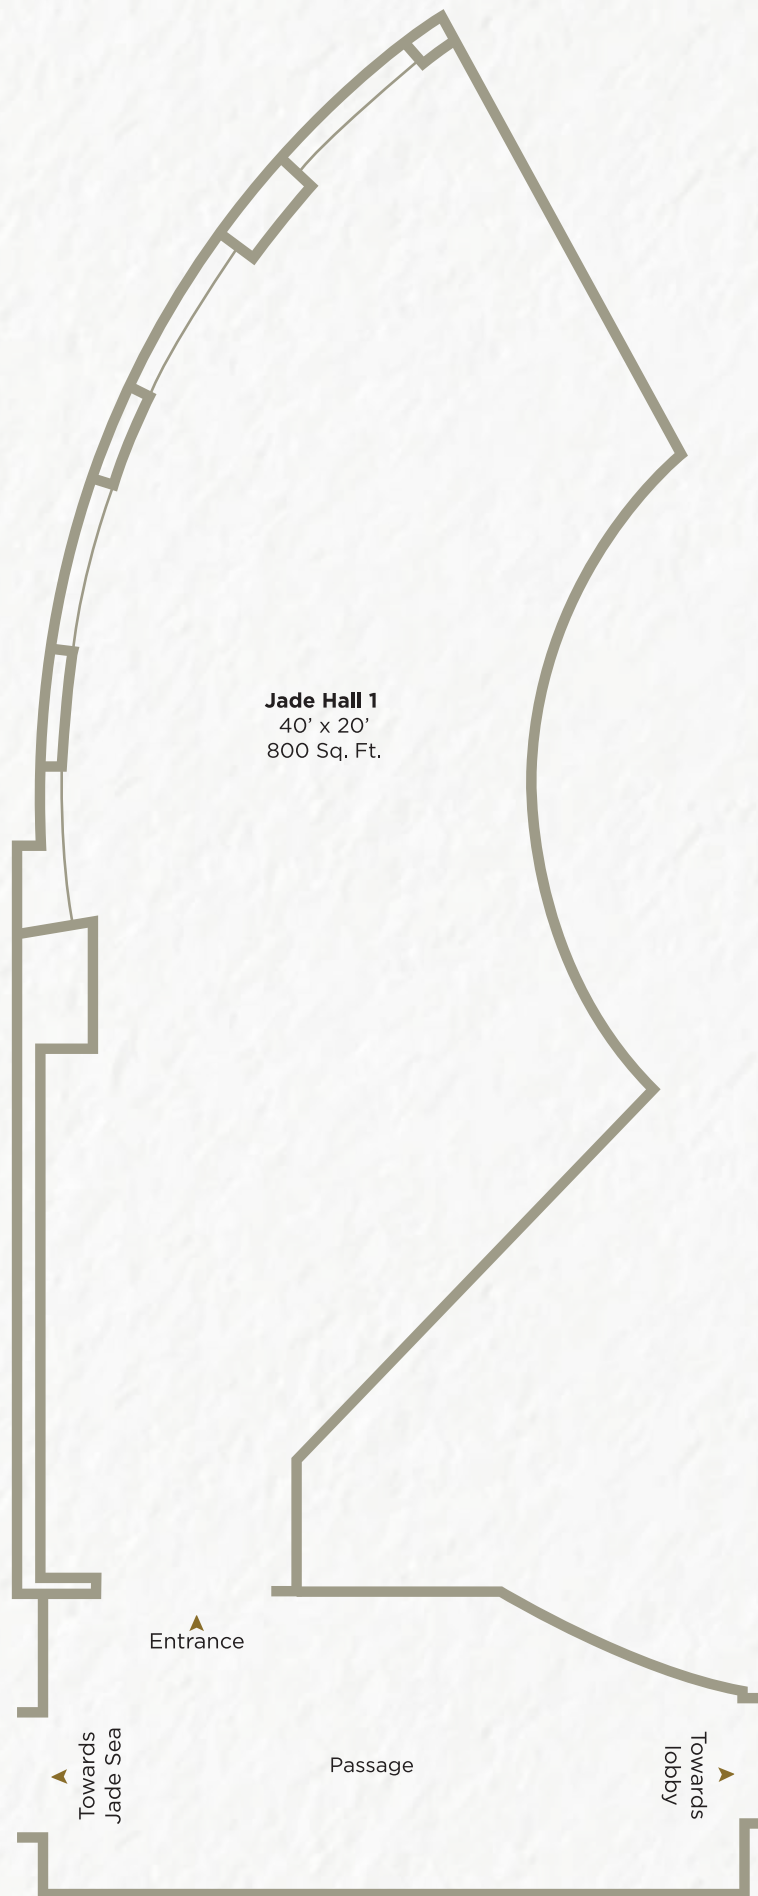 Jade Hall 1
40’ x 20’
800 Sq. Ft.
Entrance
Towards
Jade Sea
Passage
Towards
lobby